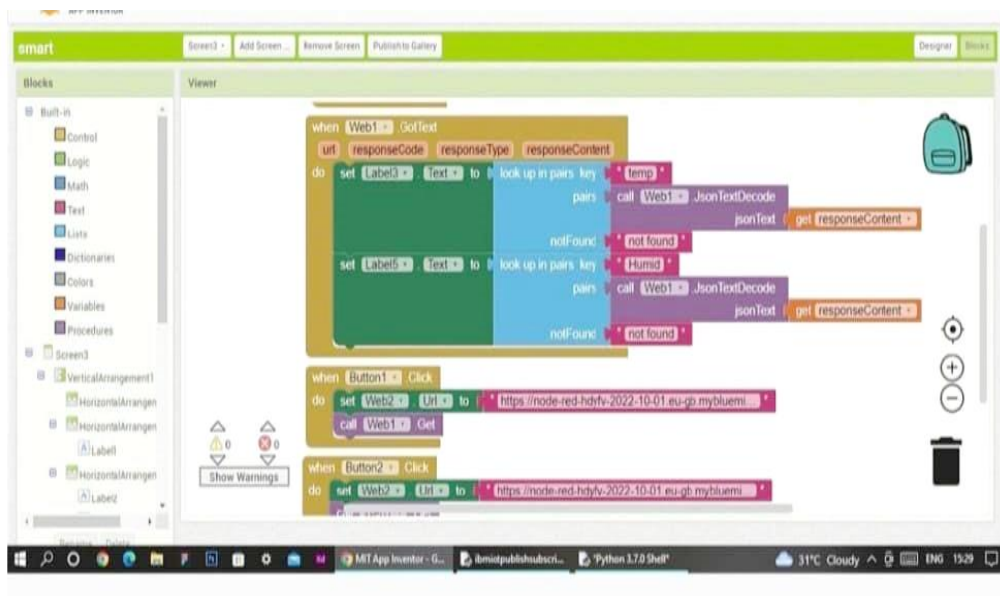 APP INVENTOR
smart
Screen3
Add Screen ...
Remove Screen
Publish to Gallery
Designer
Blocks
Blocks
Viewer
Built-in
Control
Logic
Math
Text
Lists
Dictionaries
Colors
Variables
Procedures
Screen3
VerticalArrangement1
HorizontalArrangen
HorizontalArrangen
Label1
HorizontalArrangen
Label2
Rename Delete
when Web1 .GotText
url responseCode responseType responseContent
do set Label3 . Text to look up in pairs key " temp "
pairs call Web1 .JsonTextDecode
jsonText get responseContent
notFound " not found "
set Label5 . Text to look up in pairs key " Humid "
pairs call Web1 .JsonTextDecode
jsonText get responseContent
notFound " not found "
when Button1 .Click
do set Web2 . Url to " https://node-red-hdyfv-2022-10-01.eu-gb.mybluemi... "
call Web1 .Get
when Button2 .Click
do set Web2 . Url to " https://node-red-hdyfv-2022-10-01.eu-gb.mybluemi... "
0 0
Show Warnings
MIT App Inventor - G... ibmiotpublishsubscri... *Python 3.7.0 Shell* 31°C Cloudy ENG 1529